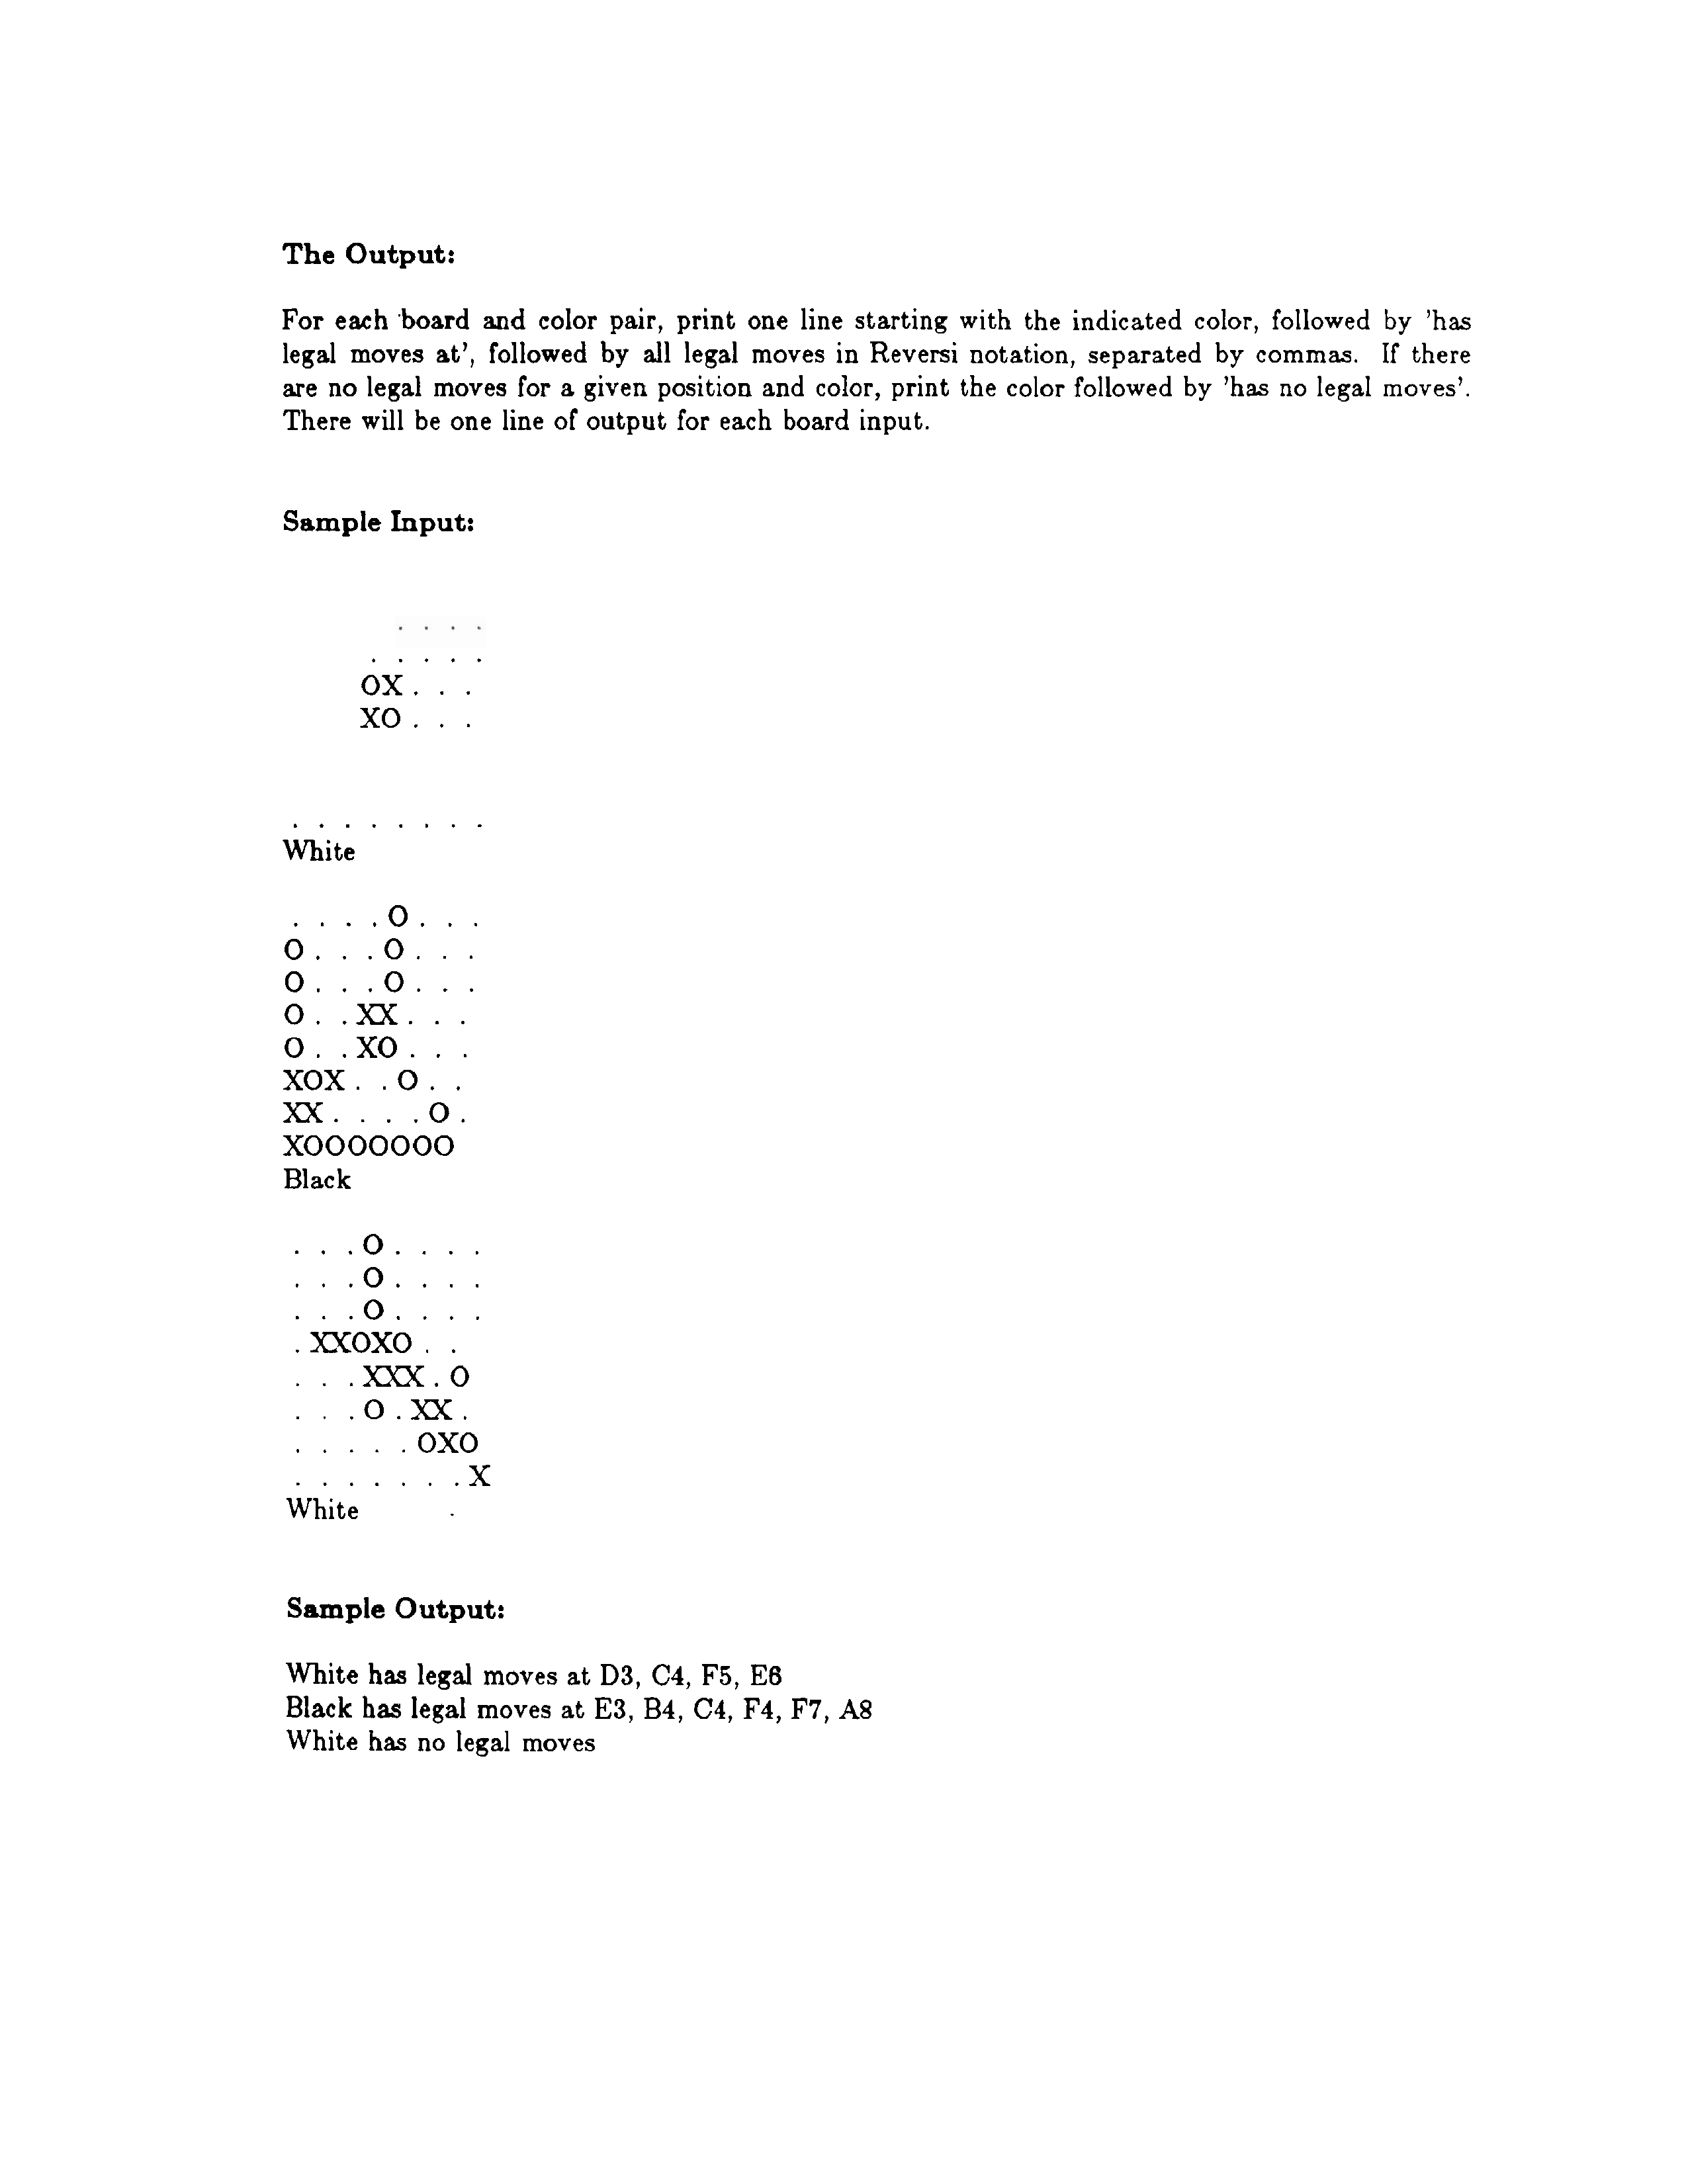 The Output:
For each board and color pair, print one line starting with the indicated color, followed by 'has
legal moves at', followed by all legal moves in Reversi notation, separated by commas. If there
are no legal moves for a given position and color, print the color followed by 'has no legal moves'.
There will be one line of output for each board input.
Sample Input:
. . . .
. . . . .
OX. . .
XO. . .
. . . . . . . .
White
. . . .O. . .
O. . .O. . .
O. . .O. . .
O. .XX. . .
O. .XO. . .
XOX. .O. .
XX. . . .O.
XOOOOOOO
Black
. . .O. . . .
. . .O. . . .
. . .O. . . .
.XXOXO. .
. . .XXX.O
. . .O.XX.
. . . . .OXO
. . . . . . .X
White
Sample Output:
White has legal moves at D3, C4, F5, E6
Black has legal moves at E3, B4, C4, F4, F7, A8
White has no legal moves